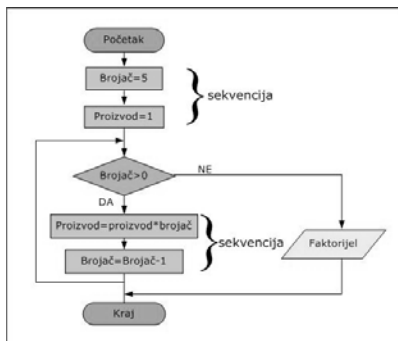 Početak
Brojač=5
sekvencija
Proizvod=1
Brojač>0
NE
DA
Proizvod=proizvod*brojač
sekvencija
Faktorijel
Brojač=Brojač-1
Kraj